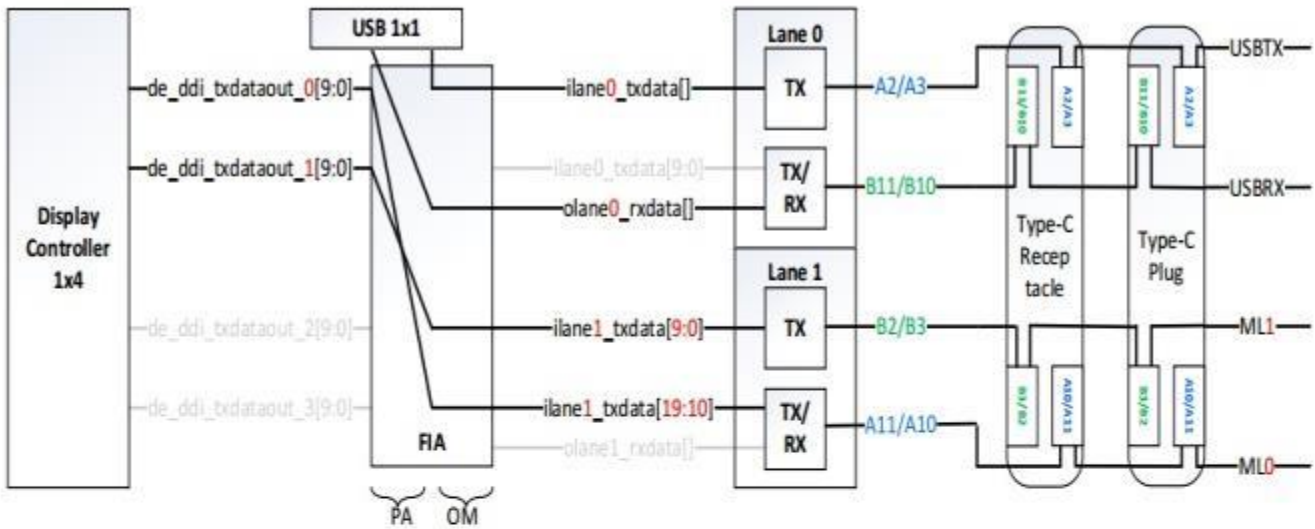 USB 1x1
Lane 0
USBTX
de_ddi_txdataout_0[9:0]
ilane0_txdata[]
TX
A2/A3
B11/B10
A2/A3
B11/B10
A2/A3
de_ddi_txdataout_1[9:0]
ilane0_txdata[9:0]
TX/
RX
B11/B10
USBRX
olane0_rxdata[]
Display
Controller
1x4
Type-C
Recep
tacle
Type-C
Plug
Lane 1
de_ddi_txdataout_2[9:0]
ilane1_txdata[9:0]
TX
B2/B3
ML1
de_ddi_txdataout_3[9:0]
ilane1_txdata[19:10]
TX/
RX
A11/A10
B3/B2
A10/A11
B3/B2
A10/A11
FIA
olane1_rxdata[]
ML0
PA
OM